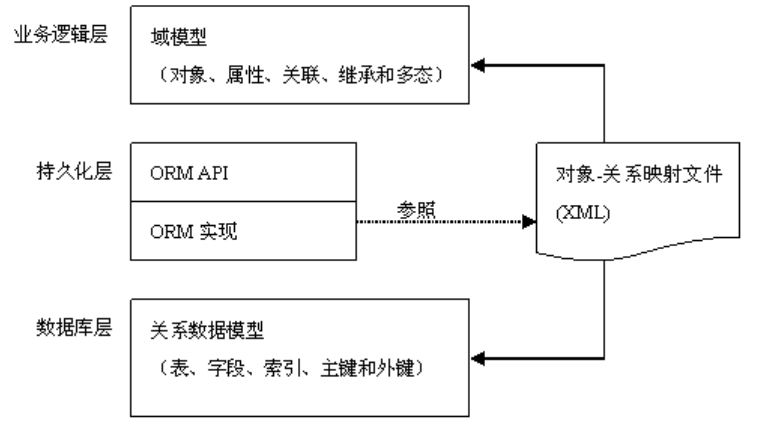 业务逻辑层
域模型
（对象、属性、关联、继承和多态）
持久化层
ORM API
ORM 实现
参照
对象-关系映射文件
(XML)
数据库层
关系数据模型
（表、字段、索引、主键和外键）